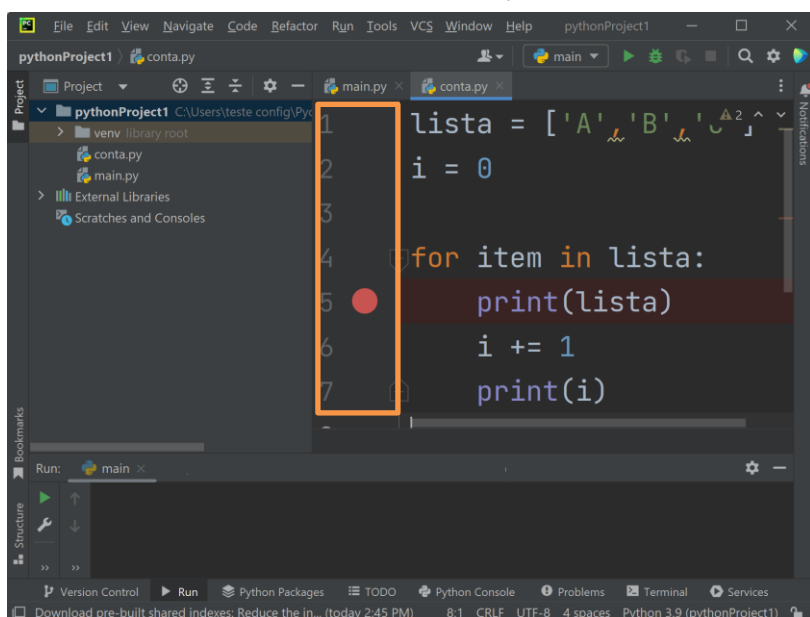 PC File Edit View Navigate Code Refactor Run Tools VCS Window Help pythonProject1
pythonProject1 conta.py main
Project main.py conta.py
Project
pythonProject1 C:\Users\teste config\Pyc
venv library root
conta.py
main.py
External Libraries
Scratches and Consoles
1 lista = ['A', 'B',
2
2 i = 0
3
4 for item in lista:
5 print(lista)
6 i += 1
7 print(i)
Notifications
Bookmarks
Structure
Run: main
Version Control Run Python Packages TODO Python Console Problems Terminal Services
Download pre-built shared indexes: Reduce the in... (today 2:45 PM) 8:1 CRLF UTF-8 4 spaces Python 3.9 (pythonProject1)